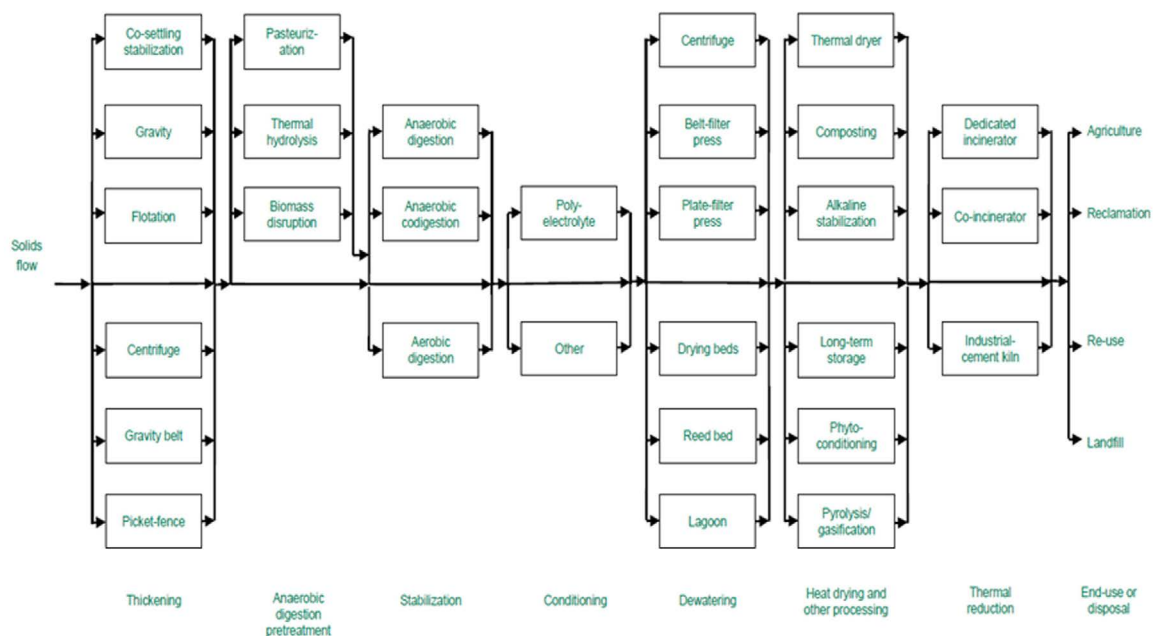 Solids
flow
Co-settling
stabilization
Gravity
Flotation
Centrifuge
Gravity belt
Picket-fence
Thickening
Pasteuriz-
ation
Thermal
hydrolysis
Biomass
disruption
Anaerobic
digestion
pretreatment
Anaerobic
digestion
Anaerobic
codigestion
Aerobic
digestion
Stabilization
Poly-
electrolyte
Other
Conditioning
Centrifuge
Belt-filter
press
Plate-filter
press
Drying beds
Reed bed
Lagoon
Dewatering
Thermal dryer
Composting
Alkaline
stabilization
Long-term
storage
Phyto-
conditioning
Pyrolysis/
gasification
Heat drying and
other processing
Dedicated
incinerator
Co-incinerator
Industrial-
cement kiln
Thermal
reduction
Agriculture
Reclamation
Re-use
Landfill
End-use or
disposal